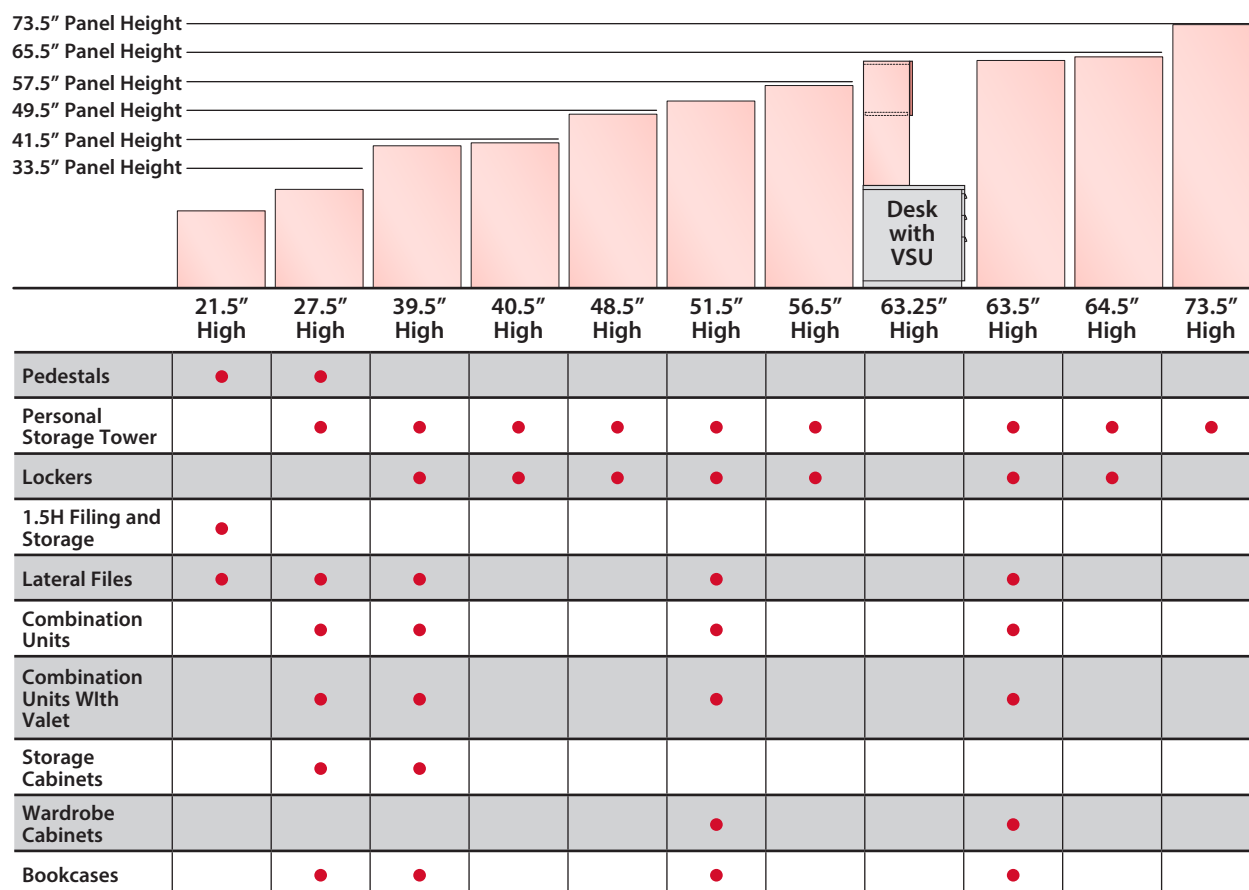 73.5” Panel Height
65.5” Panel Height
57.5” Panel Height
49.5” Panel Height
41.5” Panel Height
33.5” Panel Height
Desk
with
VSU
21.5” 27.5” 39.5” 40.5” 48.5” 51.5” 56.5” 63.25” 63.5” 64.5” 73.5”
High High High High High High High High High High High
Pedestals
Personal
Storage Tower
Lockers
1.5H Filing and
Storage
Lateral Files
Combination
Units
Combination
Units WIth
Valet
Storage
Cabinets
Wardrobe
Cabinets
Bookcases